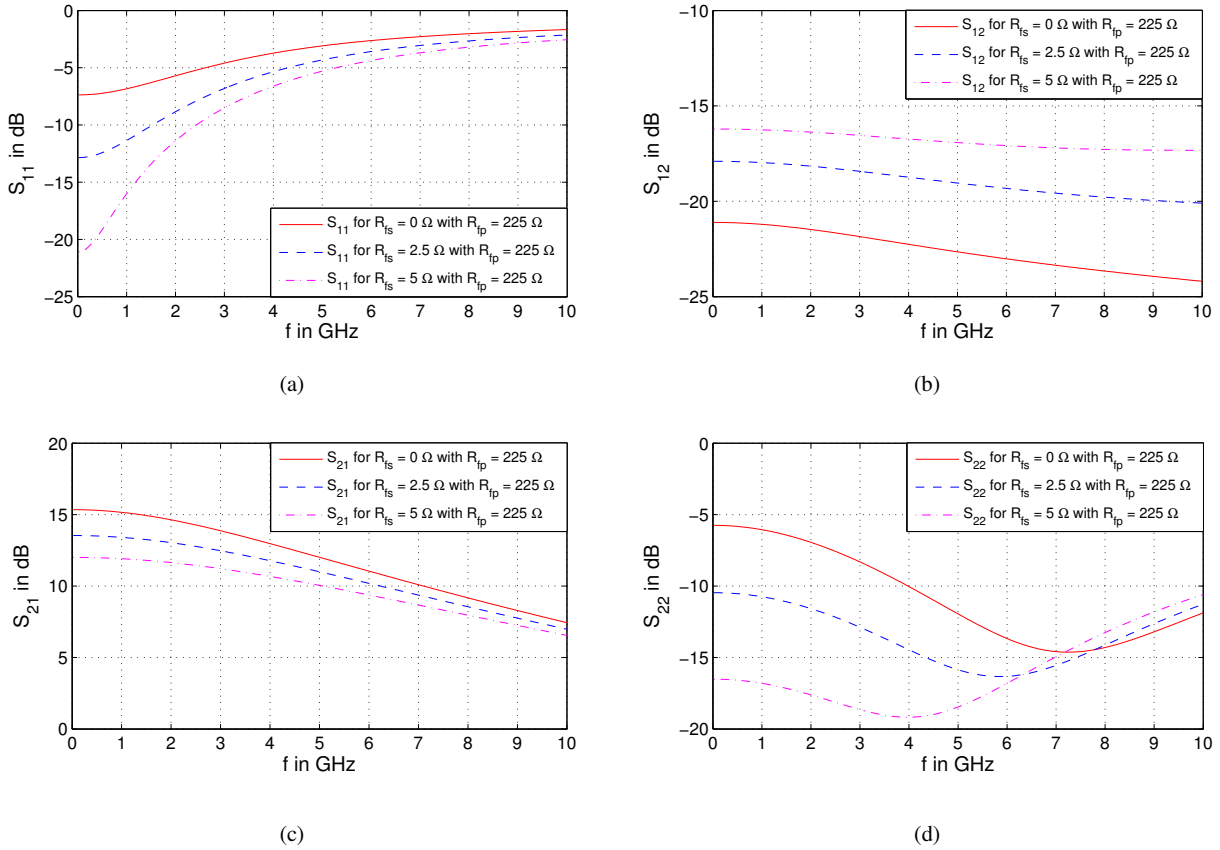 0
−5
−10
−15
−20
−25
S11 in dB
S11 for Rfs = 0 Ω with Rfp = 225 Ω
S11 for Rfs = 2.5 Ω with Rfp = 225 Ω
S11 for Rfs = 5 Ω with Rfp = 225 Ω
0 1 2 3 4 5 6 7 8 9 10
f in GHz
(a)
−10
−15
−20
−25
S12 in dB
S12 for Rfs = 0 Ω with Rfp = 225 Ω
S12 for Rfs = 2.5 Ω with Rfp = 225 Ω
S12 for Rfs = 5 Ω with Rfp = 225 Ω
0 1 2 3 4 5 6 7 8 9 10
f in GHz
(b)
20
15
10
5
0
S21 in dB
S21 for Rfs = 0 Ω with Rfp = 225 Ω
S21 for Rfs = 2.5 Ω with Rfp = 225 Ω
S21 for Rfs = 5 Ω with Rfp = 225 Ω
0 1 2 3 4 5 6 7 8 9 10
f in GHz
(c)
0
−5
−10
−15
−20
S22 in dB
S22 for Rfs = 0 Ω with Rfp = 225 Ω
S22 for Rfs = 2.5 Ω with Rfp = 225 Ω
S22 for Rfs = 5 Ω with Rfp = 225 Ω
0 1 2 3 4 5 6 7 8 9 10
f in GHz
(d)